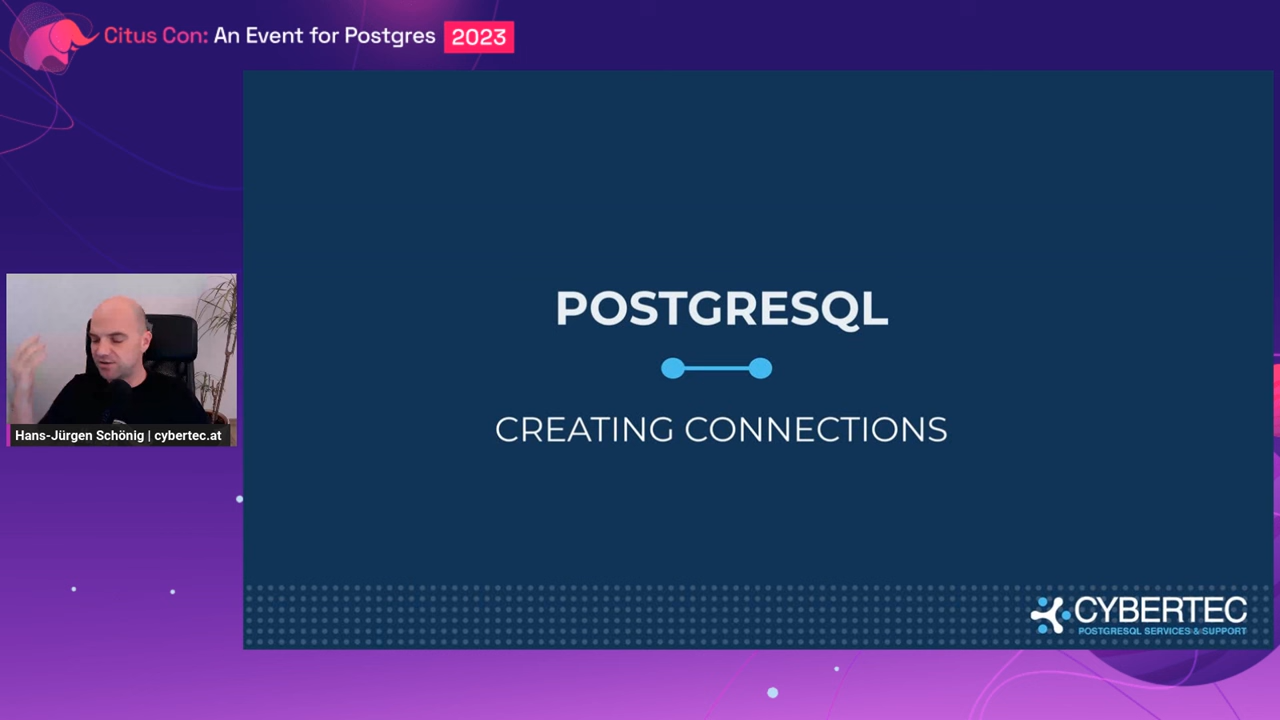 Citus Con: An Event for Postgres 2023
POSTGRESQL
CREATING CONNECTIONS
Hans-Jürgen Schönig | cybertec.at
CYBERTEC
POSTGRESQL SERVICES & SUPPORT